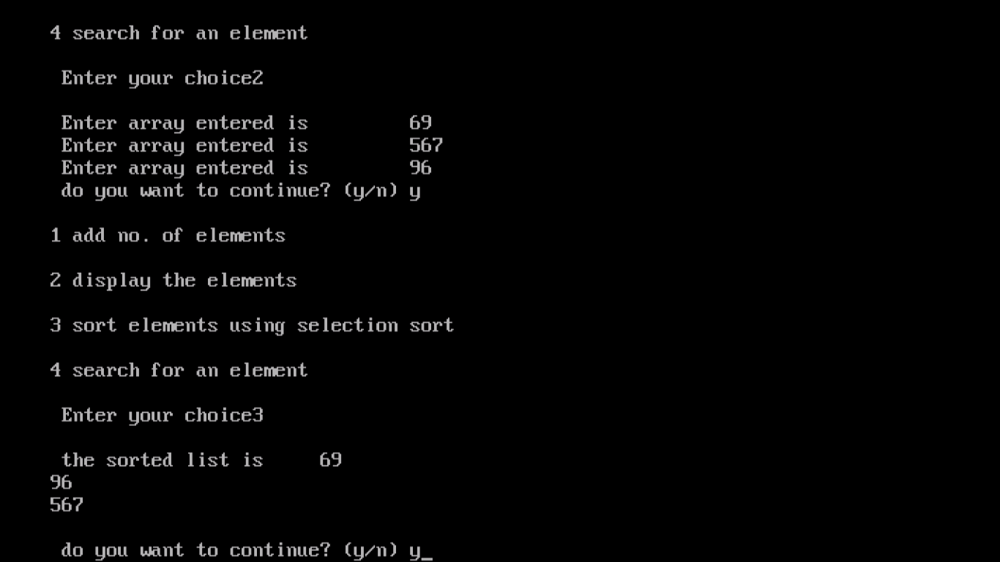 4 search for an element
Enter your choice2
Enter array entered is 69
Enter array entered is 567
Enter array entered is 96
do you want to continue? (y/n) y
1 add no. of elements
2 display the elements
3 sort elements using selection sort
4 search for an element
Enter your choice3
the sorted list is 69
96
567
do you want to continue? (y/n) y_